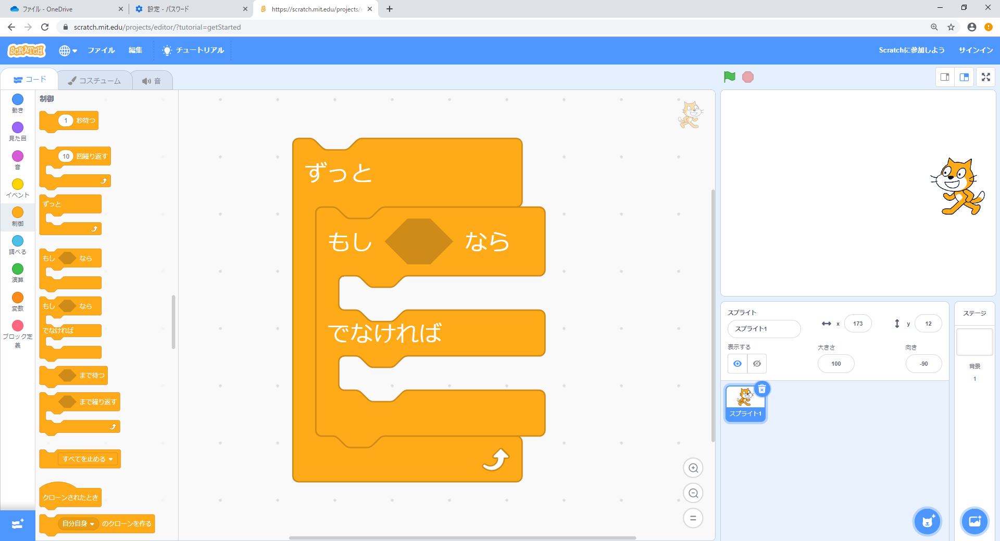 ファイル - OneDrive
設定 - パスワード
https://scratch.mit.edu/projects/e
scratch.mit.edu/projects/editor/?tutorial=getStarted
SCRATCH
ファイル
編集
チュートリアル
Scratchに参加しよう
サインイン
コード
コスチューム
音
動き
見た目
音
イベント
制御
調べる
演算
変数
ブロック定
義
制御
1 秒待つ
10 回繰り返す
ずっと
もし なら
もし なら
でなければ
まで待つ
まで繰り返す
すべてを止める
クローンされたとき
自分自身 のクローンを作る
ずっと
もし なら
でなければ
スプライト
スプライト1
x 173
y 12
表示する
大きさ
100
向き
-90
スプライト1
ステージ
背景
1